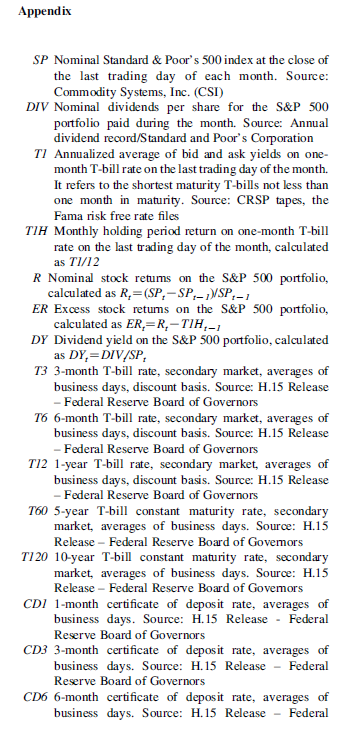 Appendix
SP Nominal Standard & Poor's 500 index at the close of
the last trading day of each month. Source:
Commodity Systems, Inc. (CSI)
DIV Nominal dividends per share for the S&P 500
portfolio paid during the month. Source: Annual
dividend record/Standard and Poor's Corporation
T1 Annualized average of bid and ask yields on one-
month T-bill rate on the last trading day of the month.
It refers to the shortest maturity T-bills not less than
one month in maturity. Source: CRSP tapes, the
Fama risk free rate files
T1H Monthly holding period return on one-month T-bill
rate on the last trading day of the month, calculated
as T1/12
R Nominal stock returns on the S&P 500 portfolio,
calculated as Rt=(SPt−SPt−1)/SPt−1
ER Excess stock returns on the S&P 500 portfolio,
calculated as ERt=Rt−T1Ht−1
DY Dividend yield on the S&P 500 portfolio, calculated
as DYt=DIV/SPt
T3 3-month T-bill rate, secondary market, averages of
business days, discount basis. Source: H.15 Release
– Federal Reserve Board of Governors
T6 6-month T-bill rate, secondary market, averages of
business days, discount basis. Source: H.15 Release
– Federal Reserve Board of Governors
T12 1-year T-bill rate, secondary market, averages of
business days, discount basis. Source: H.15 Release
– Federal Reserve Board of Governors
T60 5-year T-bill constant maturity rate, secondary
market, averages of business days. Source: H.15
Release – Federal Reserve Board of Governors
T120 10-year T-bill constant maturity rate, secondary
market, averages of business days. Source: H.15
Release – Federal Reserve Board of Governors
CD1 1-month certificate of deposit rate, averages of
business days. Source: H.15 Release - Federal
Reserve Board of Governors
CD3 3-month certificate of deposit rate, averages of
business days. Source: H.15 Release – Federal
Reserve Board of Governors
CD6 6-month certificate of deposit rate, averages of
business days. Source: H.15 Release – Federal